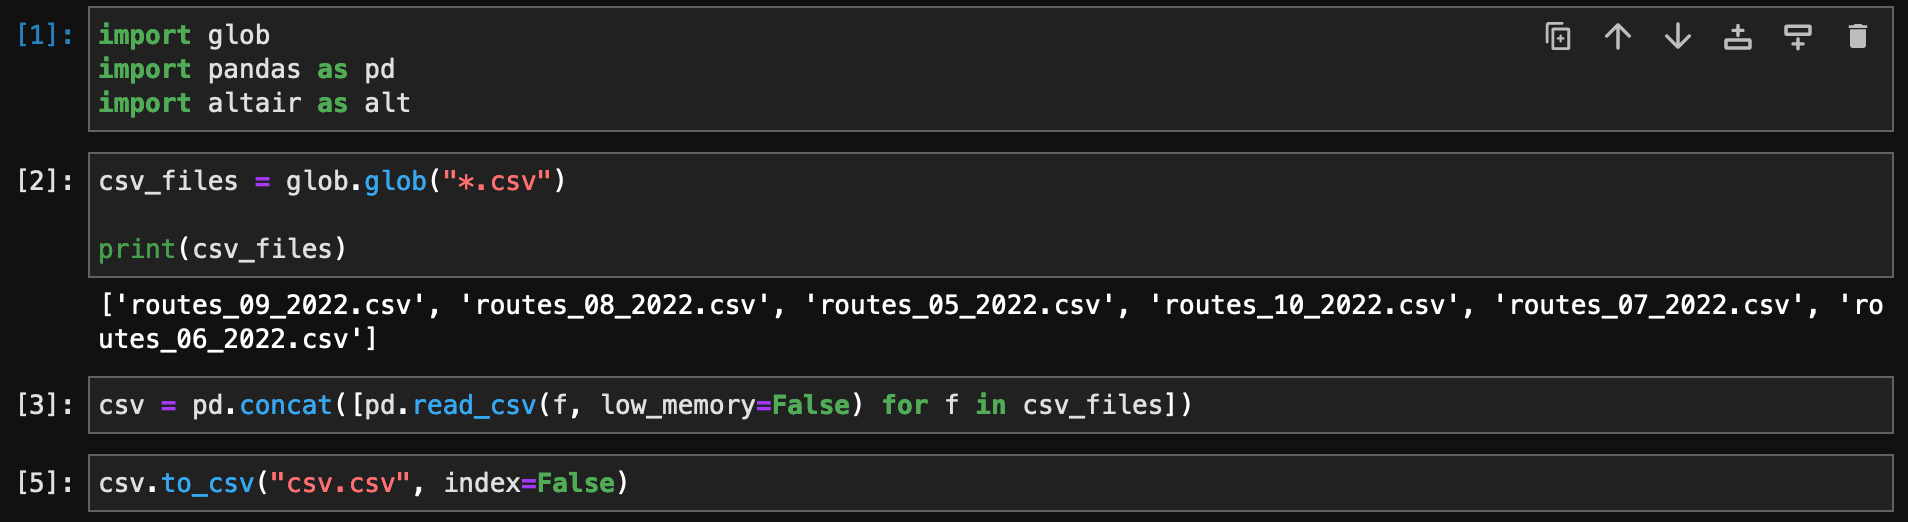 [1]: import glob
import pandas as pd
import altair as alt
[2]: csv_files = glob.glob("*.csv")
print(csv_files)
['routes_09_2022.csv', 'routes_08_2022.csv', 'routes_05_2022.csv', 'routes_10_2022.csv', 'routes_07_2022.csv', 'ro
utes_06_2022.csv']
[3]: csv = pd.concat([pd.read_csv(f, low_memory=False) for f in csv_files])
[5]: csv.to_csv("csv.csv", index=False)